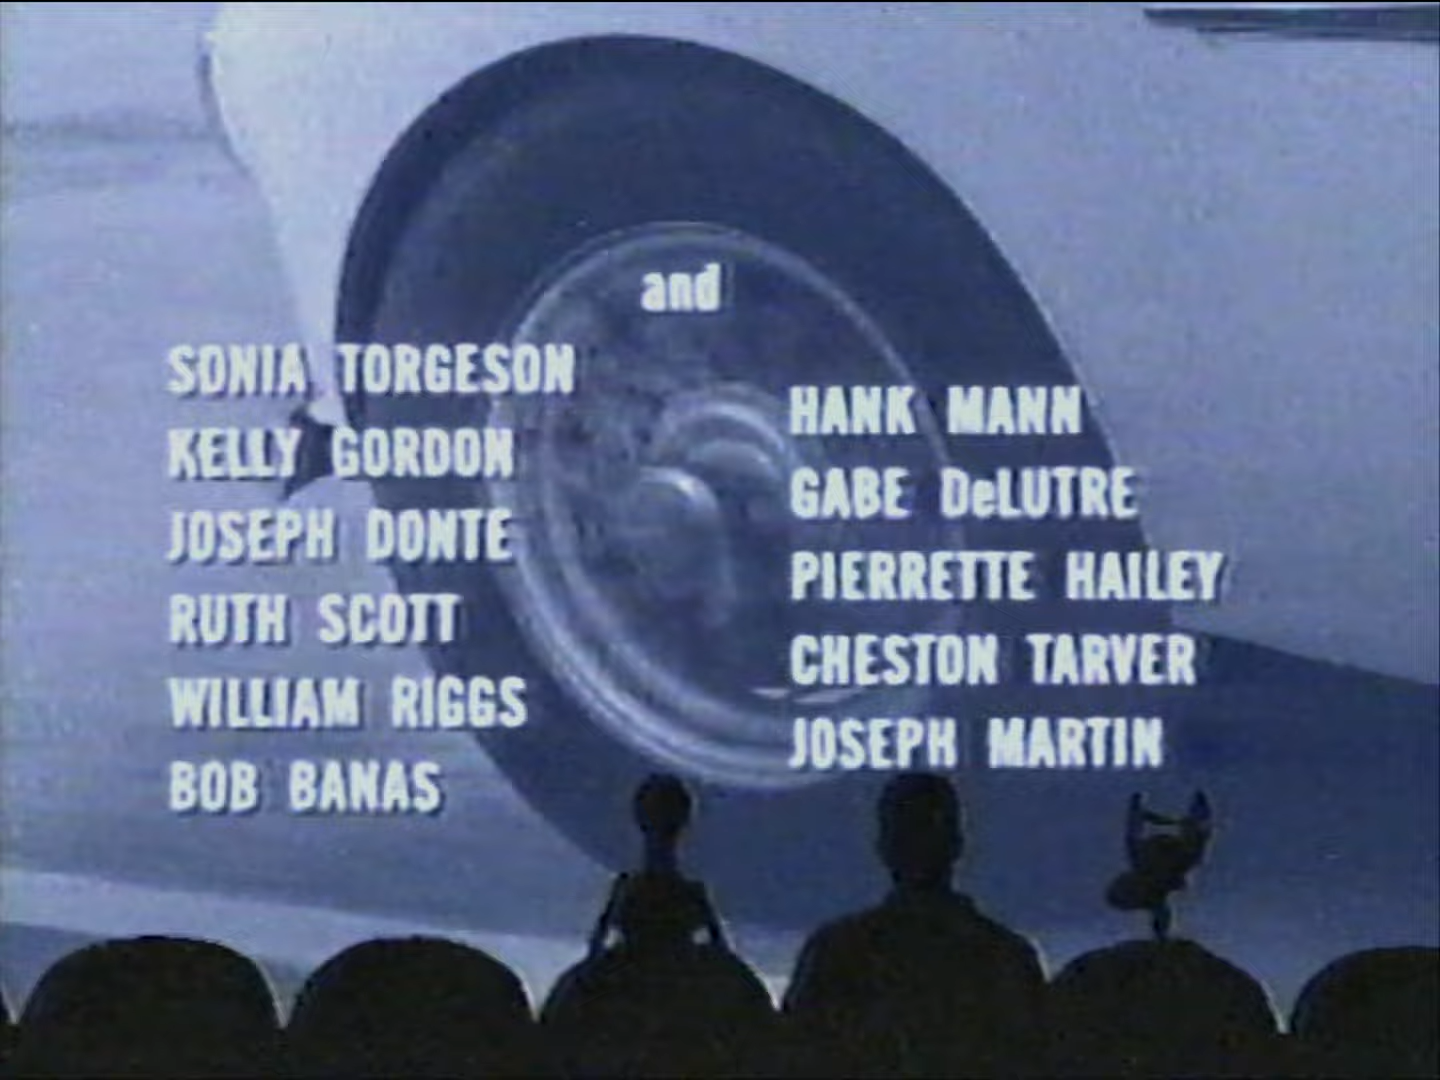 and
SONIA TORGESON
KELLY GORDON
JOSEPH DONTE
RUTH SCOTT
WILLIAM RIGGS
BOB BANAS
HANK MANN
GABE DeLUTRE
PIERRETTE HAILEY
CHESTON TARVER
JOSEPH MARTIN